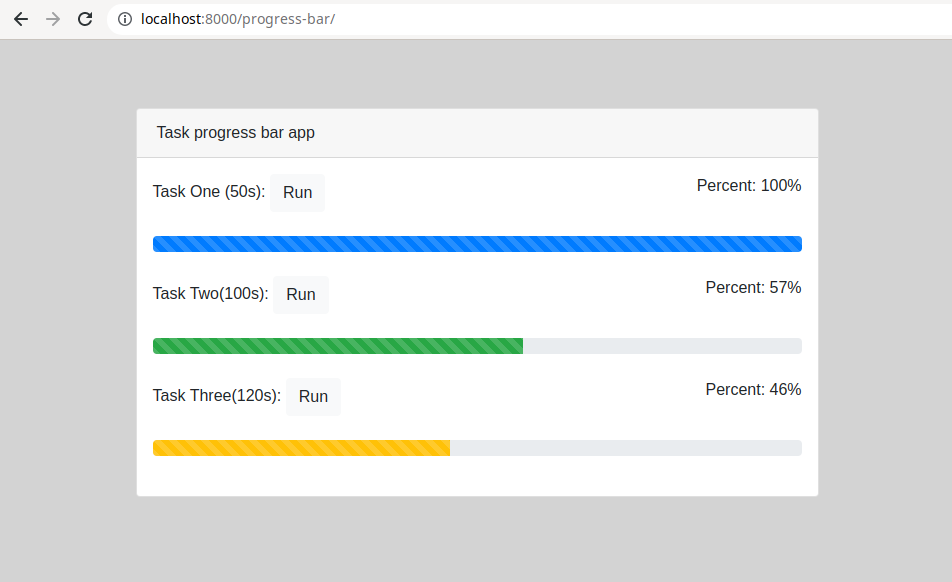 localhost:8000/progress-bar/
Task progress bar app
Task One (50s): Run Percent: 100%
Task Two(100s): Run Percent: 57%
Task Three(120s): Run Percent: 46%